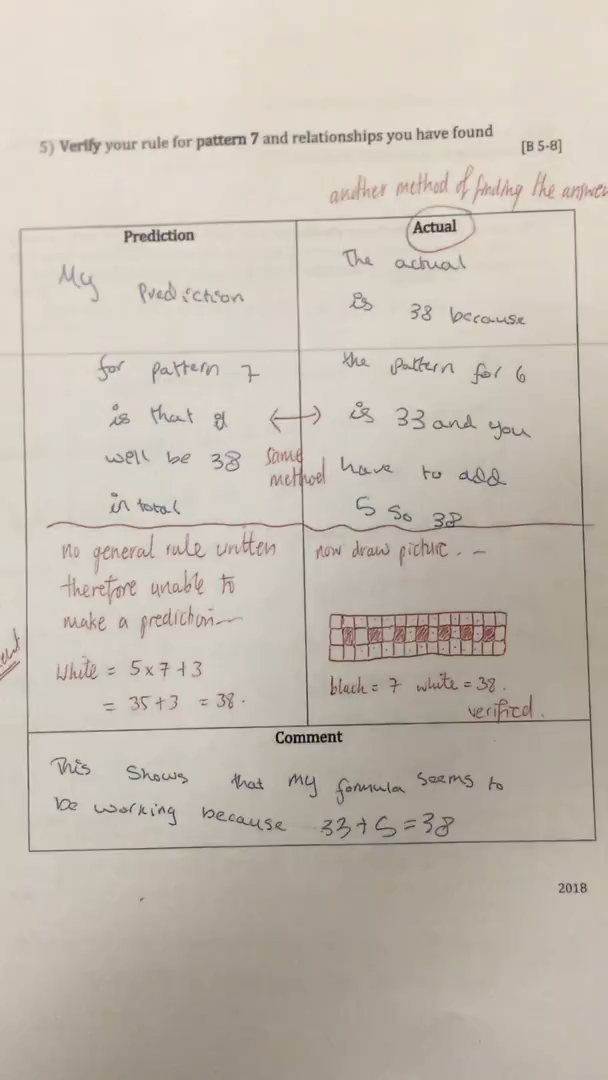 5) Verify your rule for pattern 7 and relationships you have found
[B 5-8]
another method of finding the answer
Prediction
My Prediction
for pattern 7
is that
well be 38
in total
same
method
no general rule written
therefore unable to
make a prediction
White = 5x7+3
= 35+3 = 38.
Actual
The actual
is 38 because
the pattern for 6
is 33 and you
have to add
5 so 38
now draw picture. -
black = 7 white = 38.
verified.
Comment
This shows that my formula seems to
be working because 33+5=38
2018